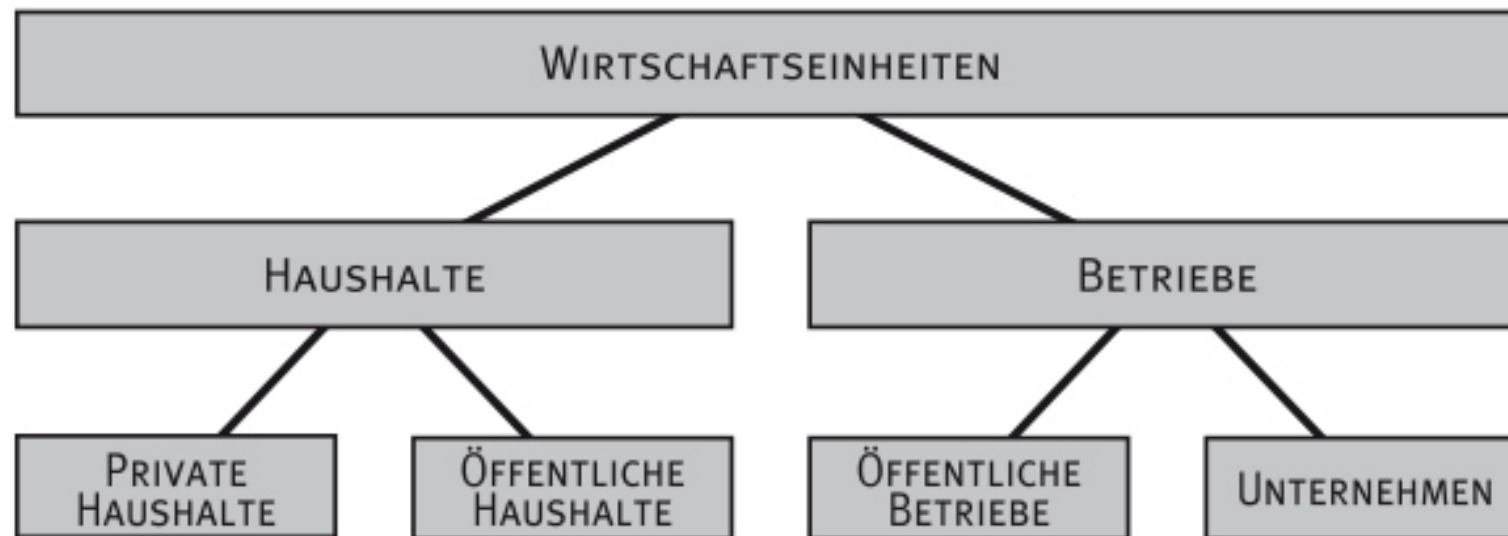 WIRTSCHAFTSEINHEITEN
HAUSHALTE
BETRIEBE
PRIVATE
HAUSHALTE
ÖFFENTLICHE
HAUSHALTE
ÖFFENTLICHE
BETRIEBE
UNTERNEHMEN